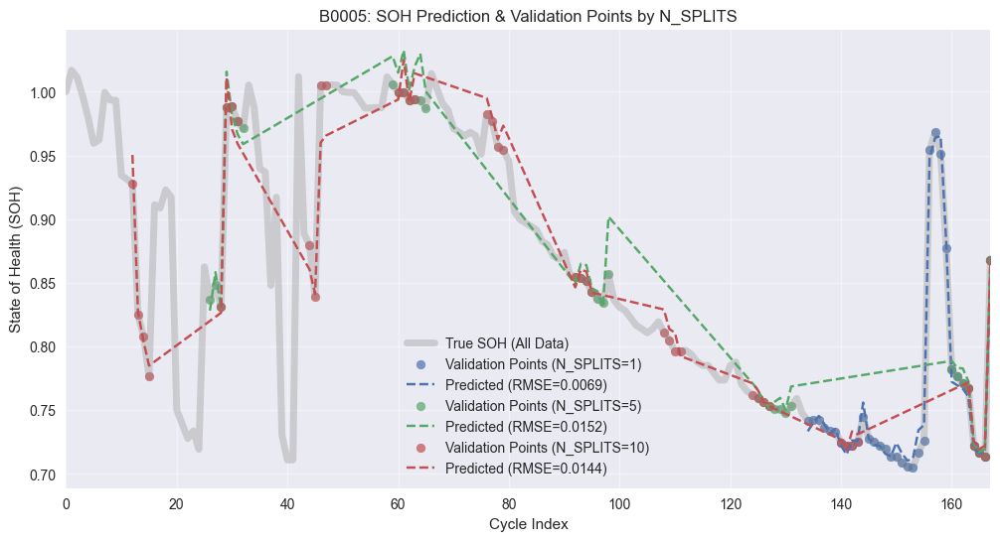 B0005: SOH Prediction & Validation Points by N_SPLITS
State of Health (SOH)
1.00
0.95
0.90
0.85
0.80
0.75
0.70
True SOH (All Data)
Validation Points (N_SPLITS=1)
Predicted (RMSE=0.0069)
Validation Points (N_SPLITS=5)
Predicted (RMSE=0.0152)
Validation Points (N_SPLITS=10)
Predicted (RMSE=0.0144)
0 20 40 60 80 100 120 140 160
Cycle Index